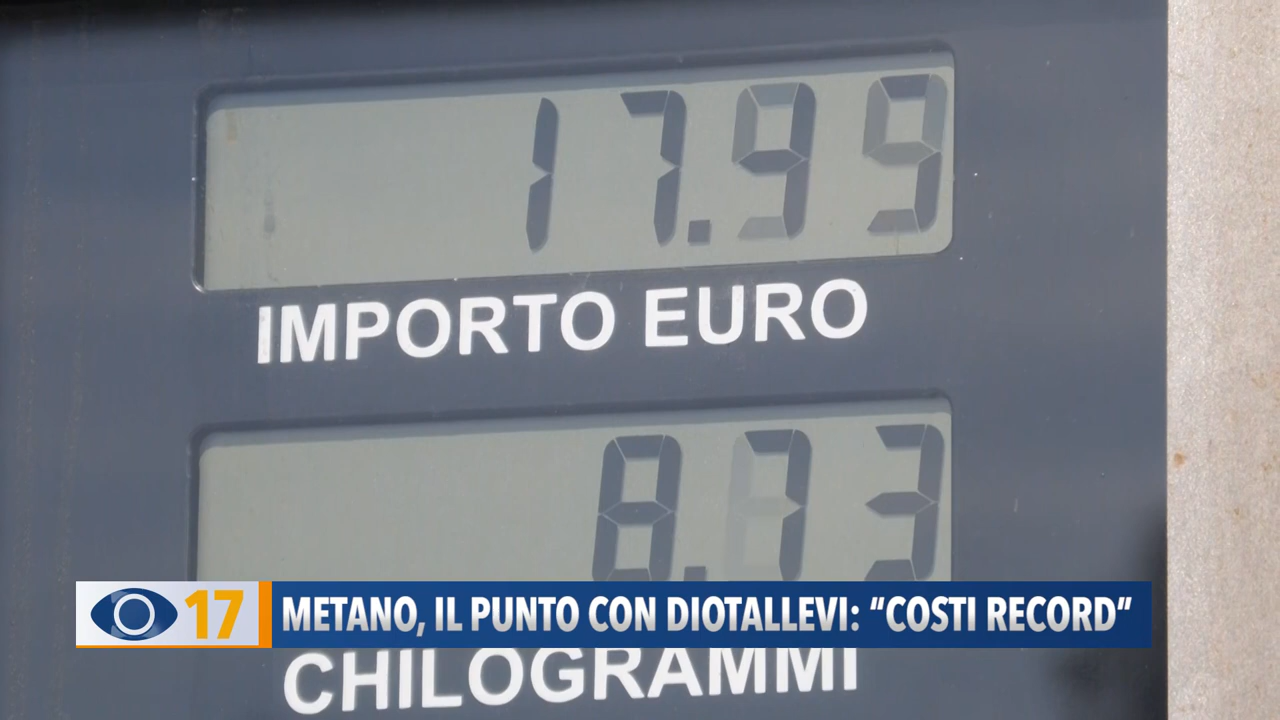 17.99
IMPORTO EURO
17
METANO, IL PUNTO CON DIOTALLEVI: “COSTI RECORD”
CHILOGRAMMI